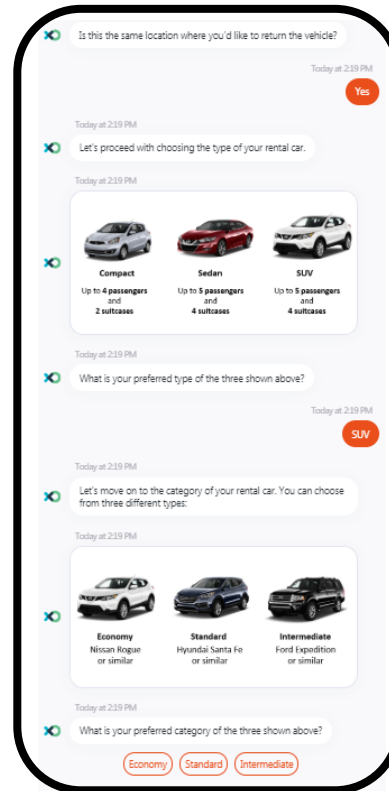 Is this the same location where you'd like to return the vehicle?
Today at 2:19 PM
Yes
Today at 2:19 PM
Let's proceed with choosing the type of your rental car.
Today at 2:19 PM
Compact Sedan SUV
Up to 4 passengers Up to 5 passengers Up to 5 passengers
and and and
2 suitcases 4 suitcases 4 suitcases
Today at 2:19 PM
What is your preferred type of the three shown above?
Today at 2:19 PM
SUV
Today at 2:19 PM
Let's move on to the category of your rental car. You can choose
from three different types:
Today at 2:19 PM
Economy Standard Intermediate
Nissan Rogue Hyundai Santa Fe Ford Expedition
or similar or similar or similar
Today at 2:19 PM
What is your preferred category of the three shown above?
Economy Standard Intermediate